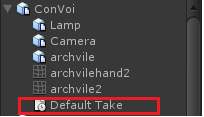 ConVoi
Lamp
Camera
archvile
archvilehand2
archvile2
Default Take